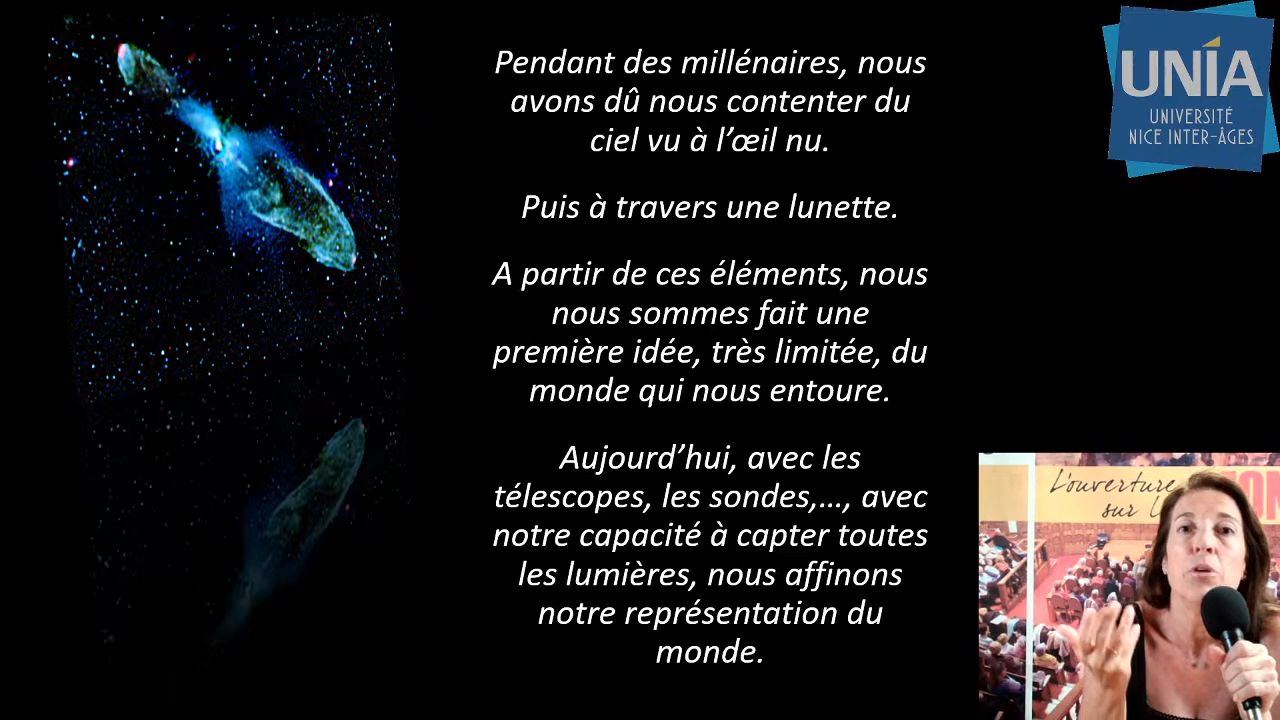 Pendant des millénaires, nous
avons dû nous contenter du
ciel vu à l’œil nu.
Puis à travers une lunette.
A partir de ces éléments, nous
nous sommes fait une
première idée, très limitée, du
monde qui nous entoure.
Aujourd’hui, avec les
télescopes, les sondes,…, avec
notre capacité à capter toutes
les lumières, nous affinons
notre représentation du
monde.
UNÍA
UNIVERSITÉ
NICE INTER-ÂGES
L'ouverture
sur